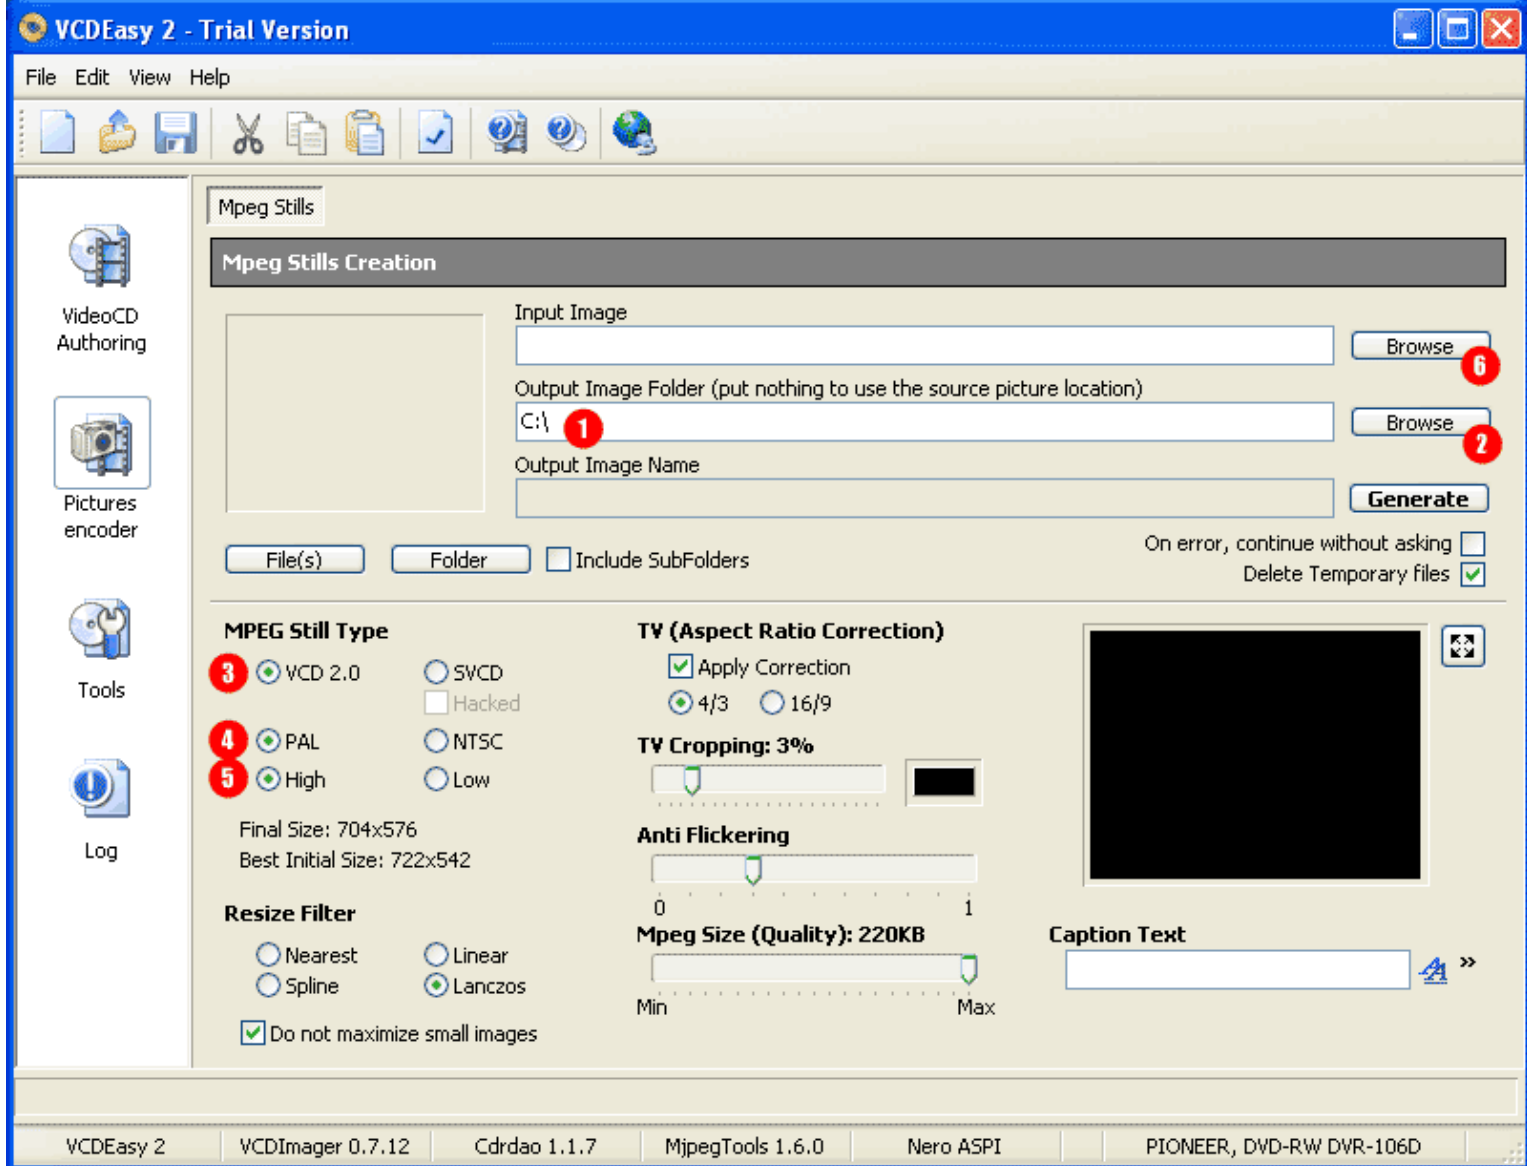 VCDEasy 2 - Trial Version
File Edit View Help
Mpeg Stills
Mpeg Stills Creation
VideoCD
Authoring
Pictures
encoder
Tools
Log
Input Image
Browse
6
Output Image Folder (put nothing to use the source picture location)
C:\ 1
Browse
2
Output Image Name
Generate
File(s) Folder Include SubFolders
On error, continue without asking
Delete Temporary files
MPEG Still Type
3 VCD 2.0 SVCD
Hacked
4 PAL NTSC
5 High Low
Final Size: 704x576
Best Initial Size: 722x542
Resize Filter
Nearest Linear
Spline Lanczos
Do not maximize small images
TV (Aspect Ratio Correction)
Apply Correction
4/3 16/9
TV Cropping: 3%
Anti Flickering
0 1
Mpeg Size (Quality): 220KB
Min Max
Caption Text
A »
VCDEasy 2 VCDImager 0.7.12 Cdrdao 1.1.7 MjpegTools 1.6.0 Nero ASPI PIONEER, DVD-RW DVR-106D